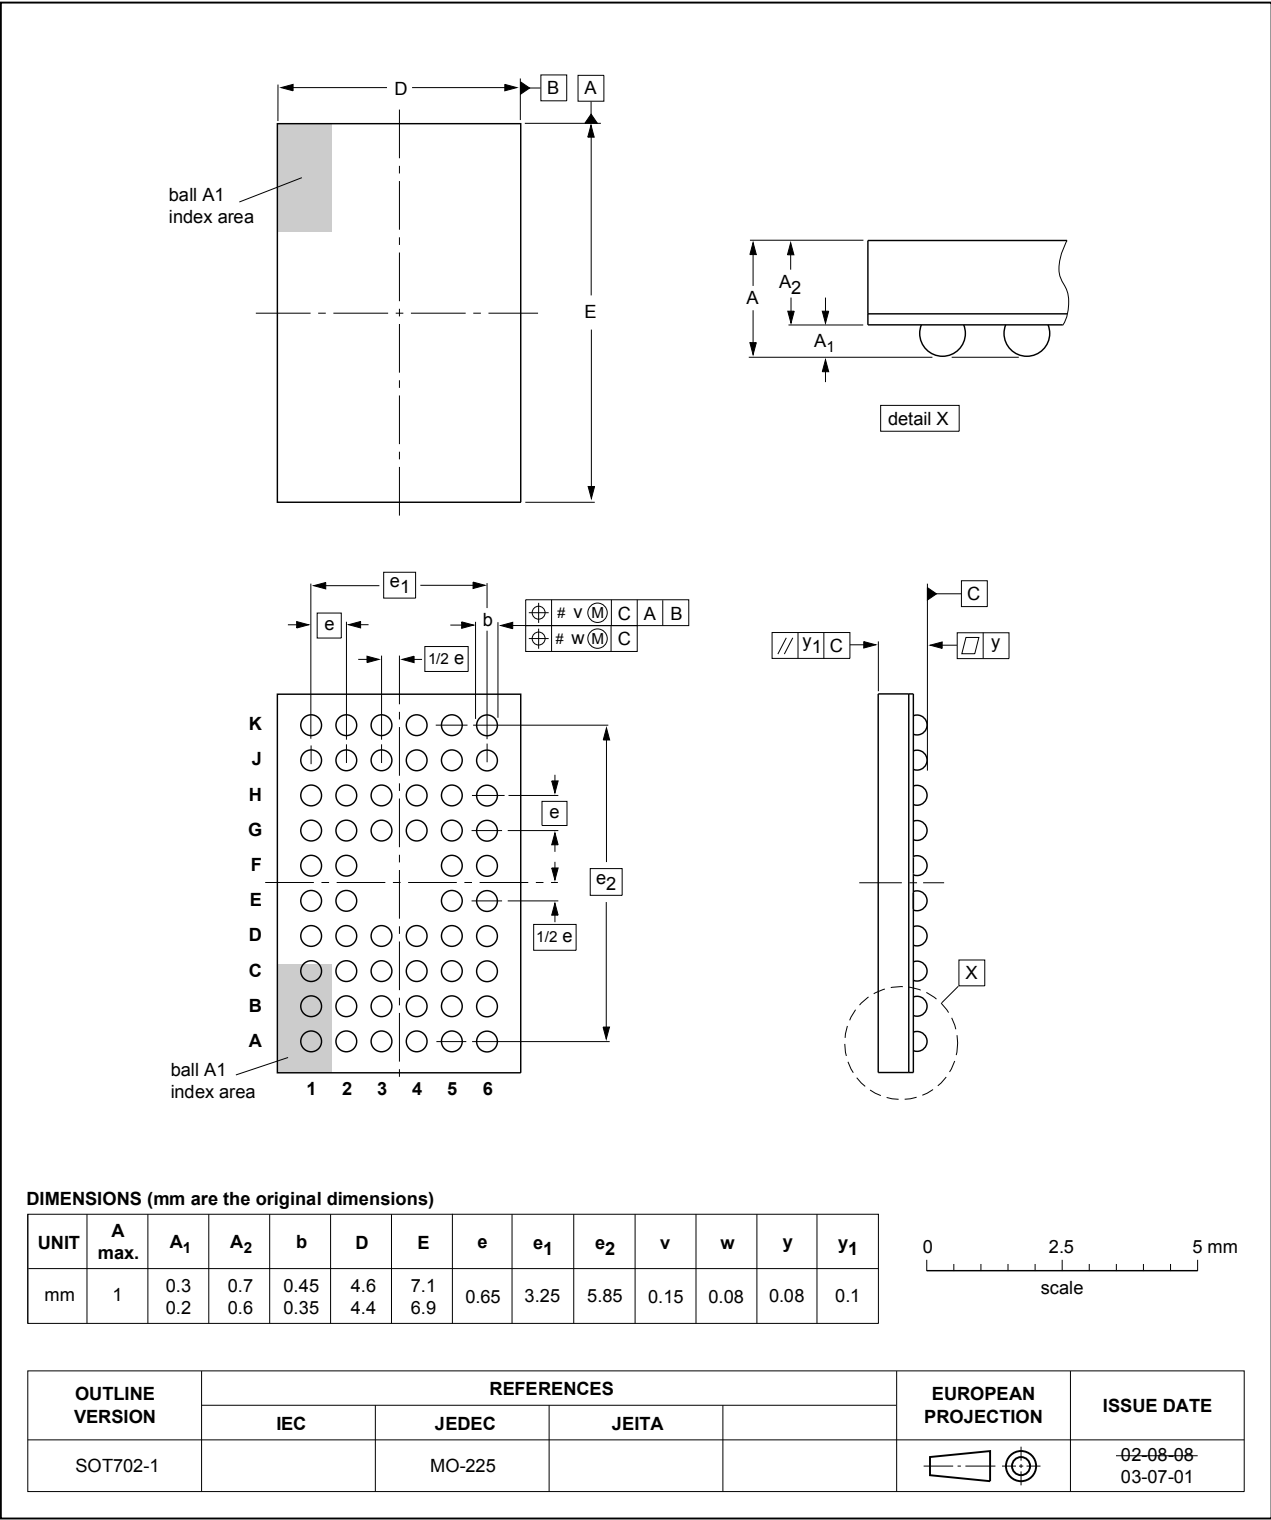 D
B
A
ball A1
index area
E
A
A2
A1
detail X
e1
e
b
# v Ⓜ C A B
# w Ⓜ C
1/2 e
C
// y1 C
y
K
J
H
G
F
E
D
C
B
A
e
e2
1/2 e
X
ball A1
index area
1 2 3 4 5 6
DIMENSIONS (mm are the original dimensions)
UNIT A max. A1 A2 b D E e e1 e2 v w y y1
mm 1 0.3 0.2 0.7 0.6 0.45 0.35 4.6 4.4 7.1 6.9 0.65 3.25 5.85 0.15 0.08 0.08 0.1
0 2.5 5 mm
scale
OUTLINE VERSION REFERENCES EUROPEAN PROJECTION ISSUE DATE
IEC JEDEC JEITA
SOT702-1 MO-225 02-08-08
03-07-01